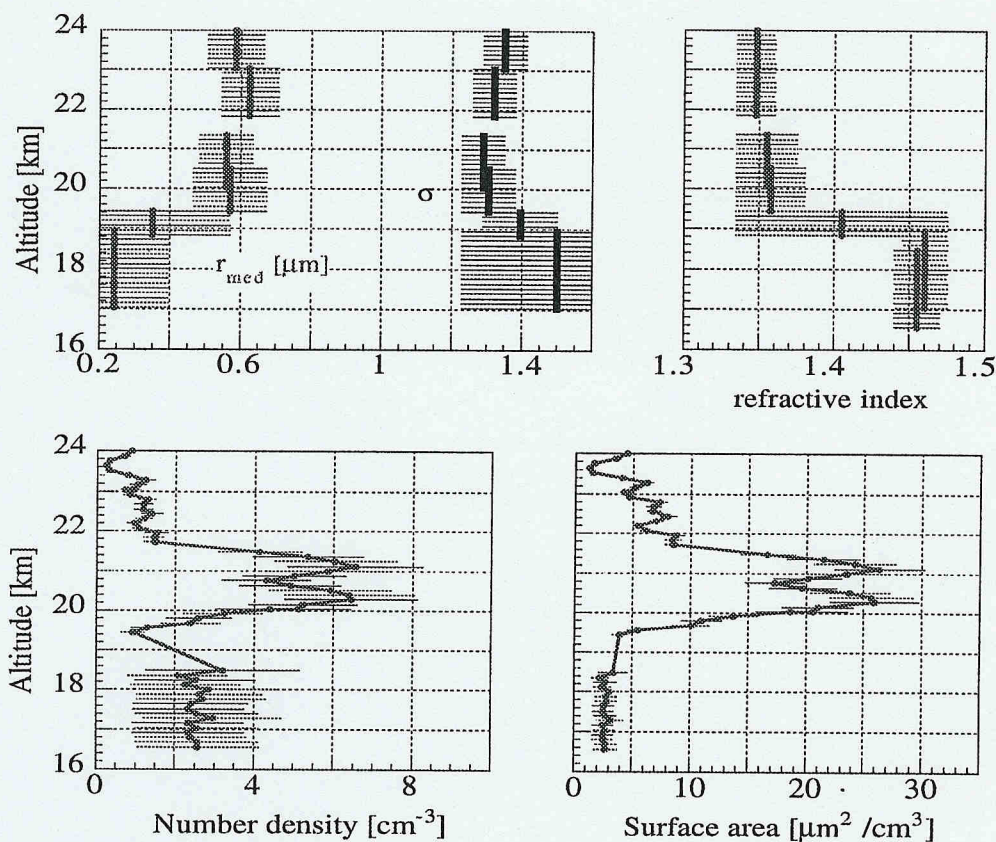 24
22
20
18
16
Altitude [km]
σ
r_med [μm]
0.2 0.6 1 1.4
1.3 1.4 1.5
refractive index
24
22
20
18
16
Altitude [km]
0 4 8
Number density [cm⁻³]
0 10 20 30
Surface area [μm² /cm³]